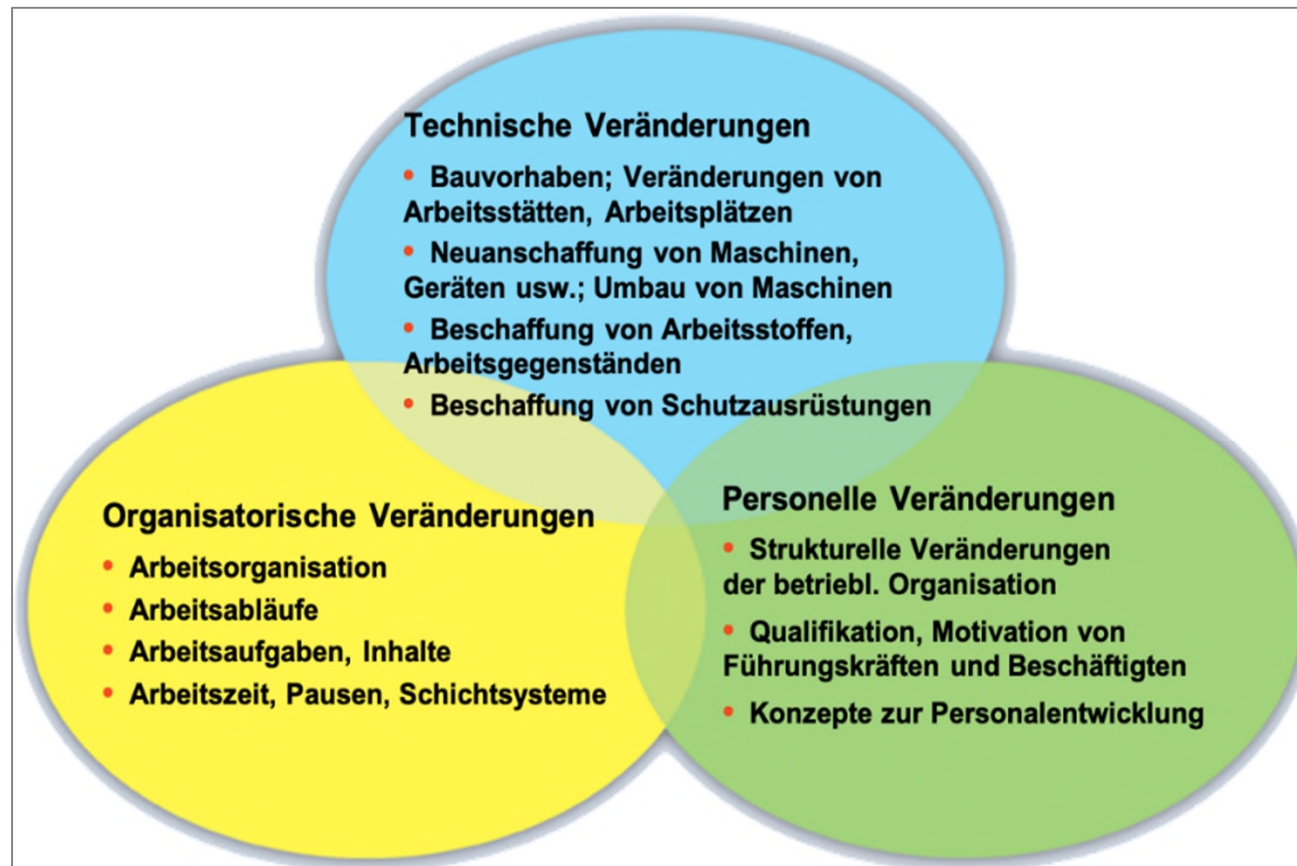 Technische Veränderungen
• Bauvorhaben; Veränderungen von
Arbeitsstätten, Arbeitsplätzen
• Neuanschaffung von Maschinen,
Geräten usw.; Umbau von Maschinen
• Beschaffung von Arbeitsstoffen,
Arbeitsgegenständen
• Beschaffung von Schutzausrüstungen
Organisatorische Veränderungen
• Arbeitsorganisation
• Arbeitsabläufe
• Arbeitsaufgaben, Inhalte
• Arbeitszeit, Pausen, Schichtsysteme
Personelle Veränderungen
• Strukturelle Veränderungen
der betriebl. Organisation
• Qualifikation, Motivation von
Führungskräften und Beschäftigten
• Konzepte zur Personalentwicklung